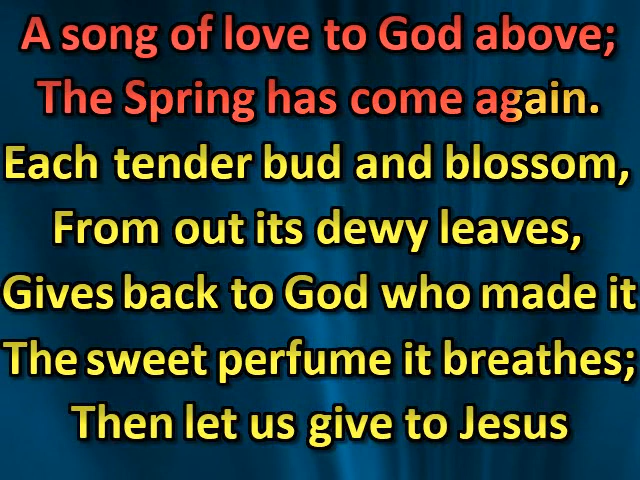 A song of love to God above;
The Spring has come again.
Each tender bud and blossom,
From out its dewy leaves,
Gives back to God who made it
The sweet perfume it breathes;
Then let us give to Jesus